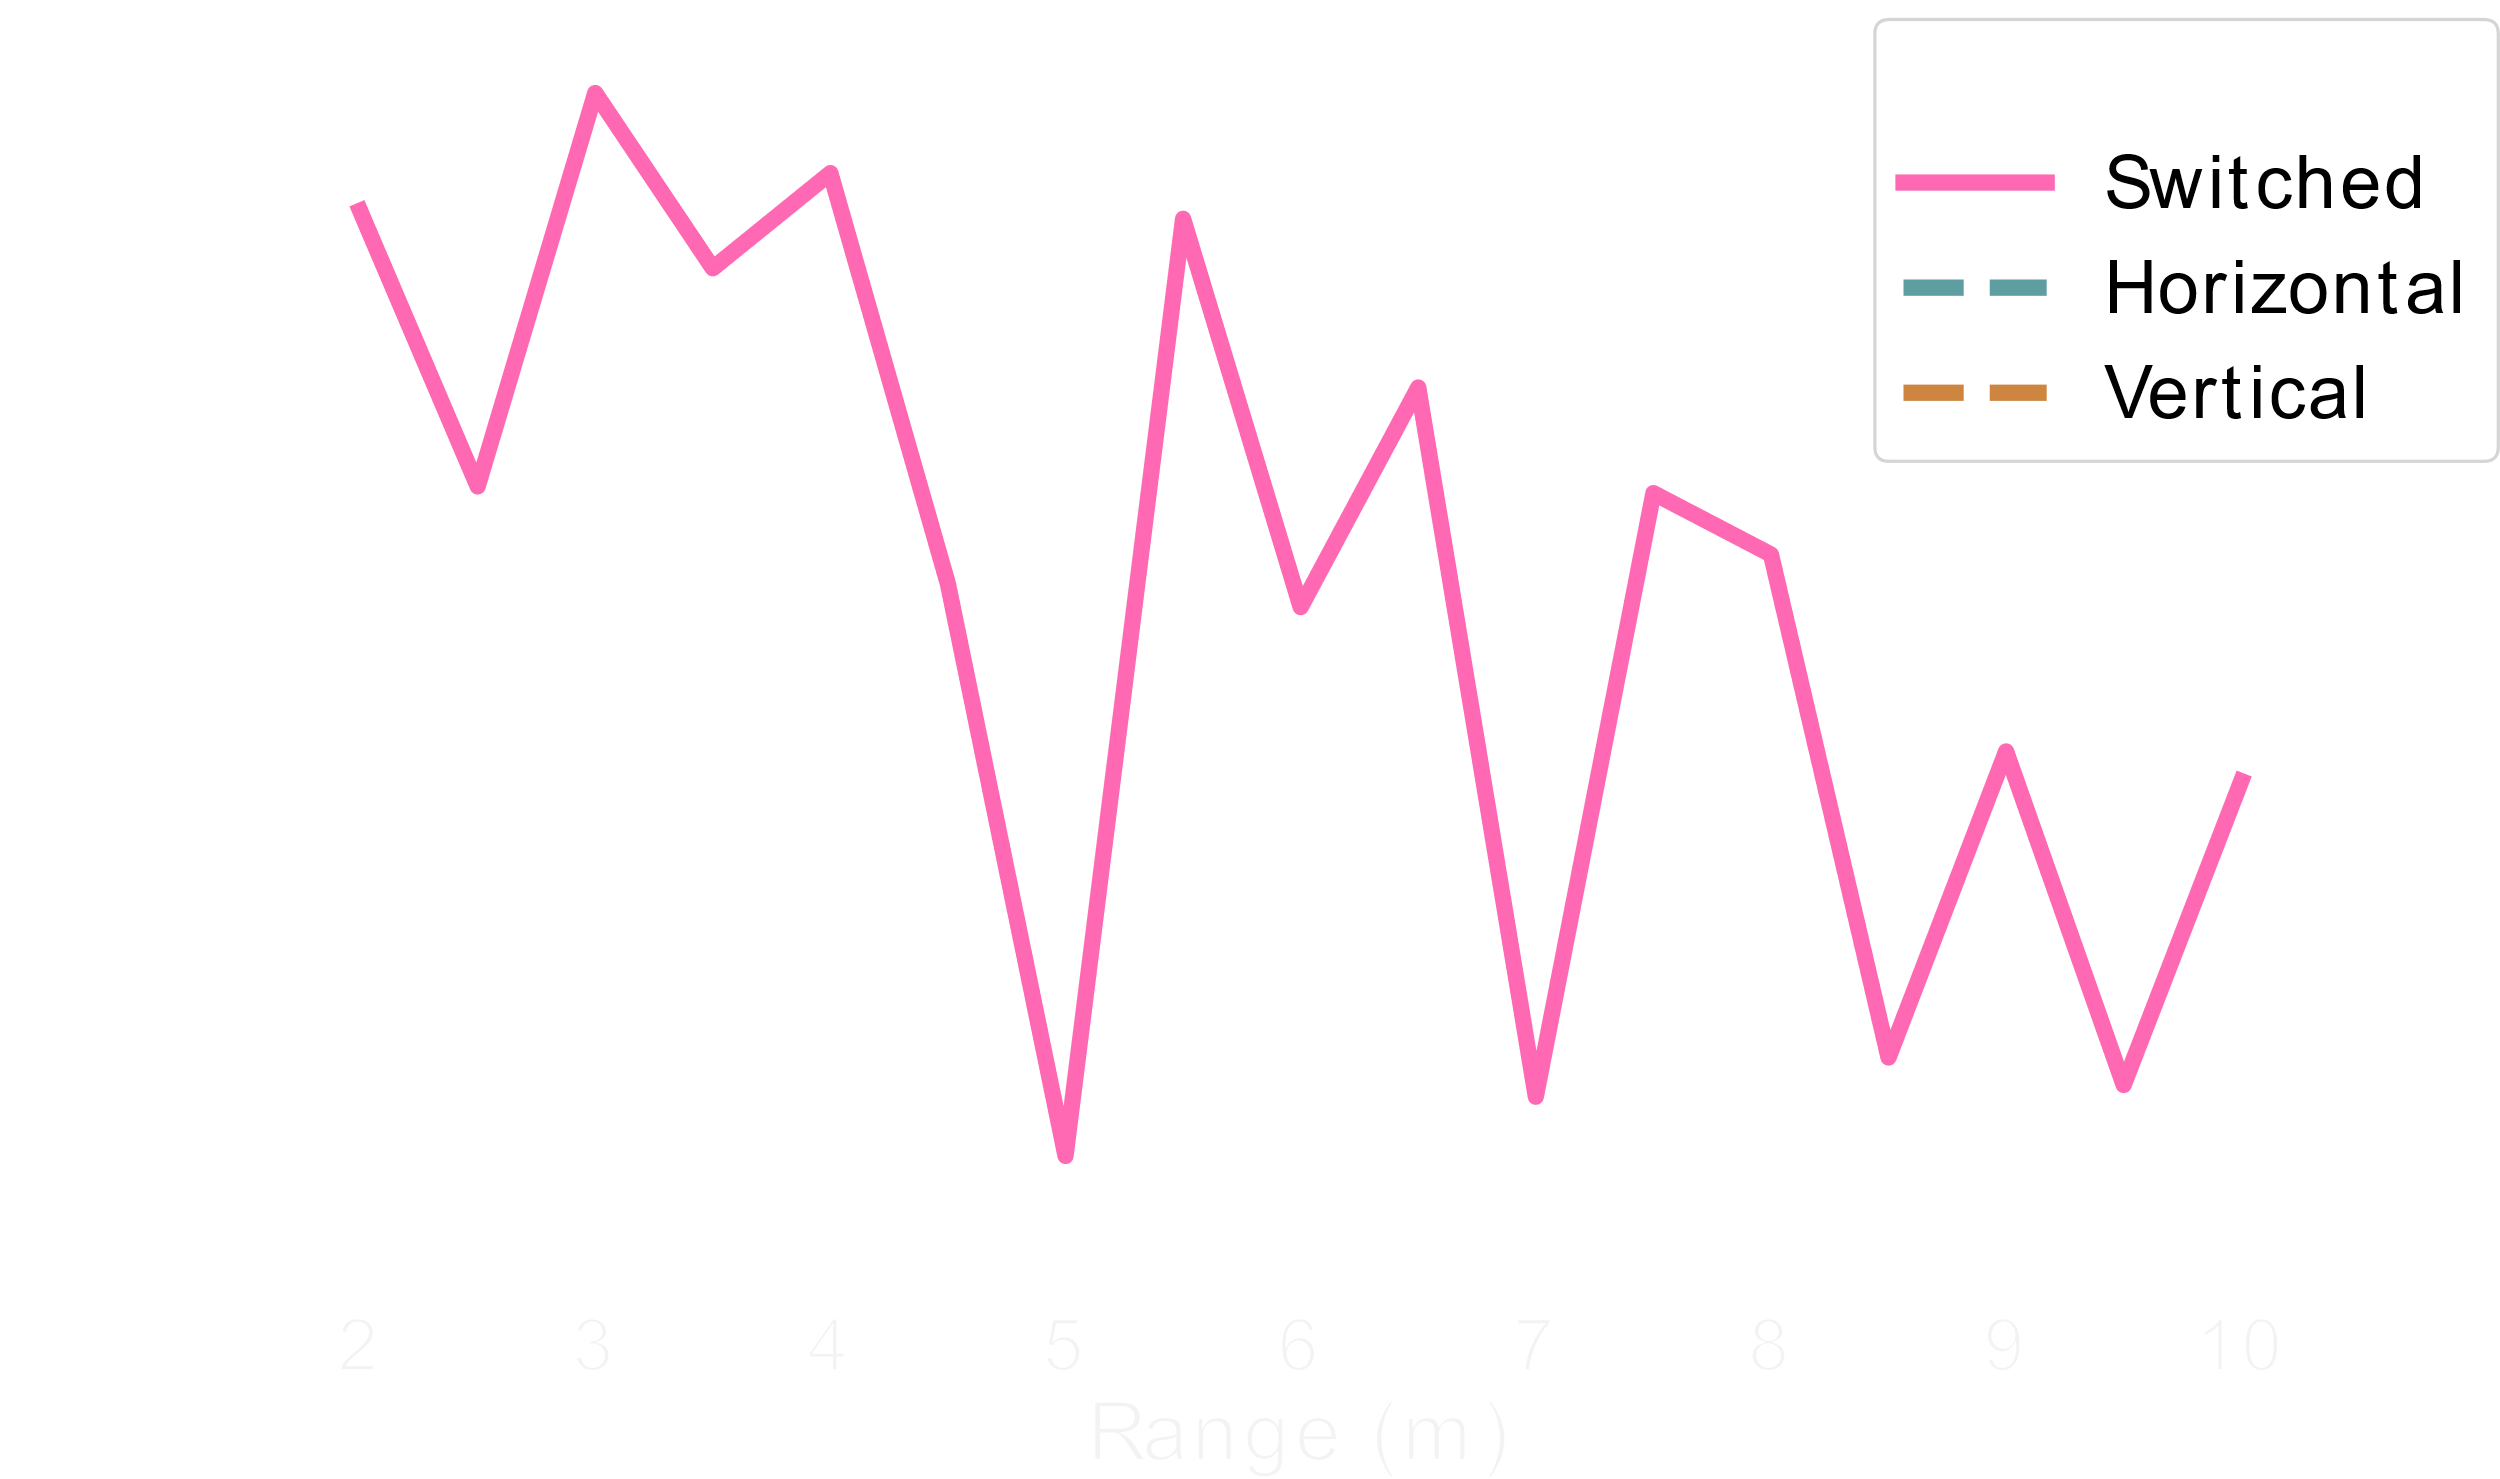 Switched
Horizontal
Vertical
2 3 4 5 6 7 8 9 10
Range (m)